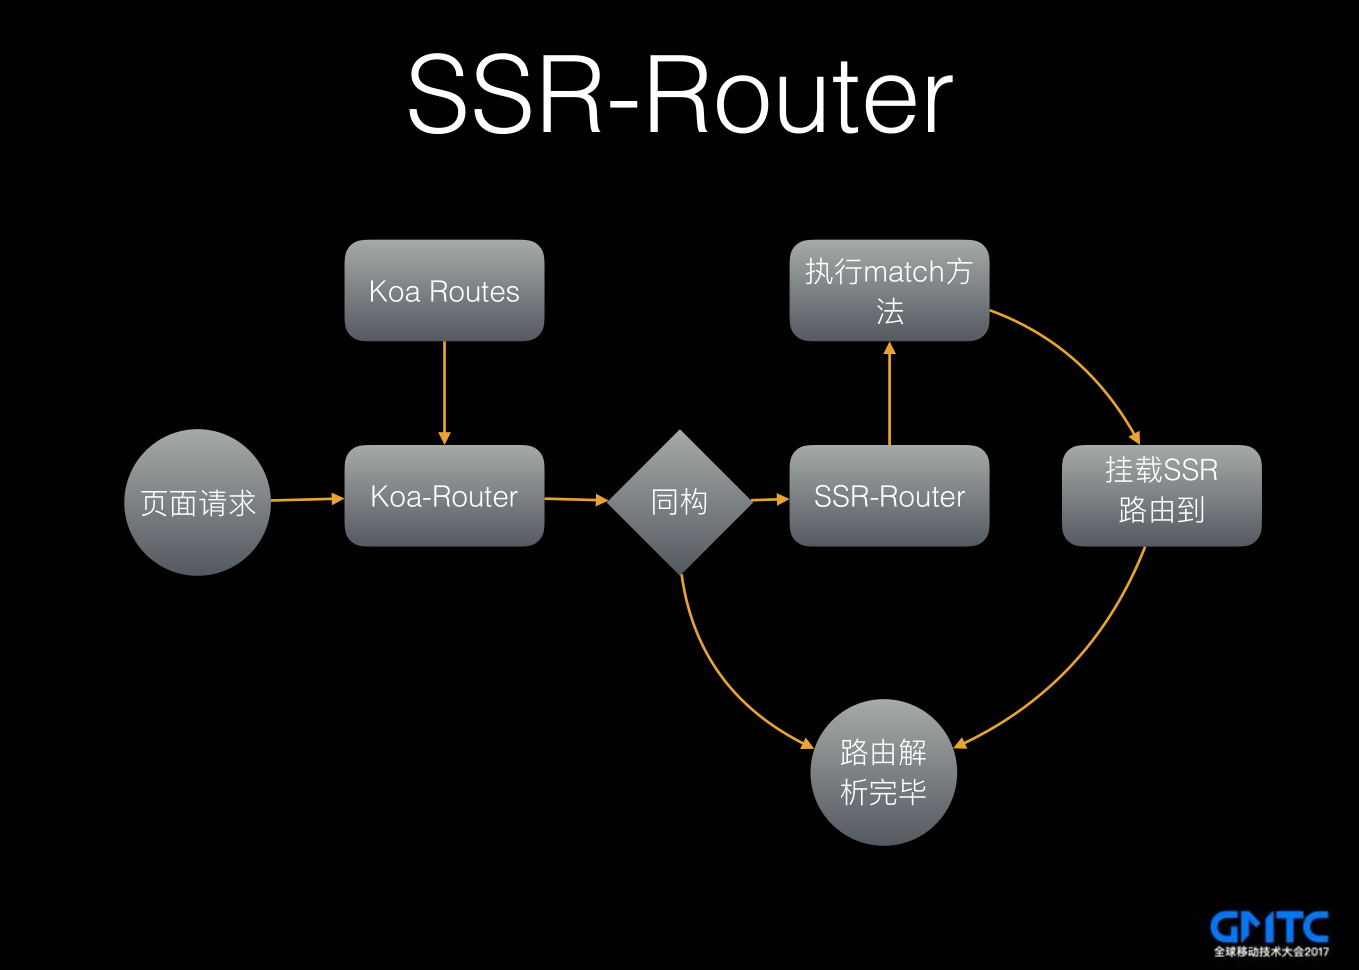 SSR-Router
Koa Routes
执行match方
法
页面请求
Koa-Router
同构
SSR-Router
挂载SSR
路由到
路由解
析完毕
GMTC
全球移动技术大会2017